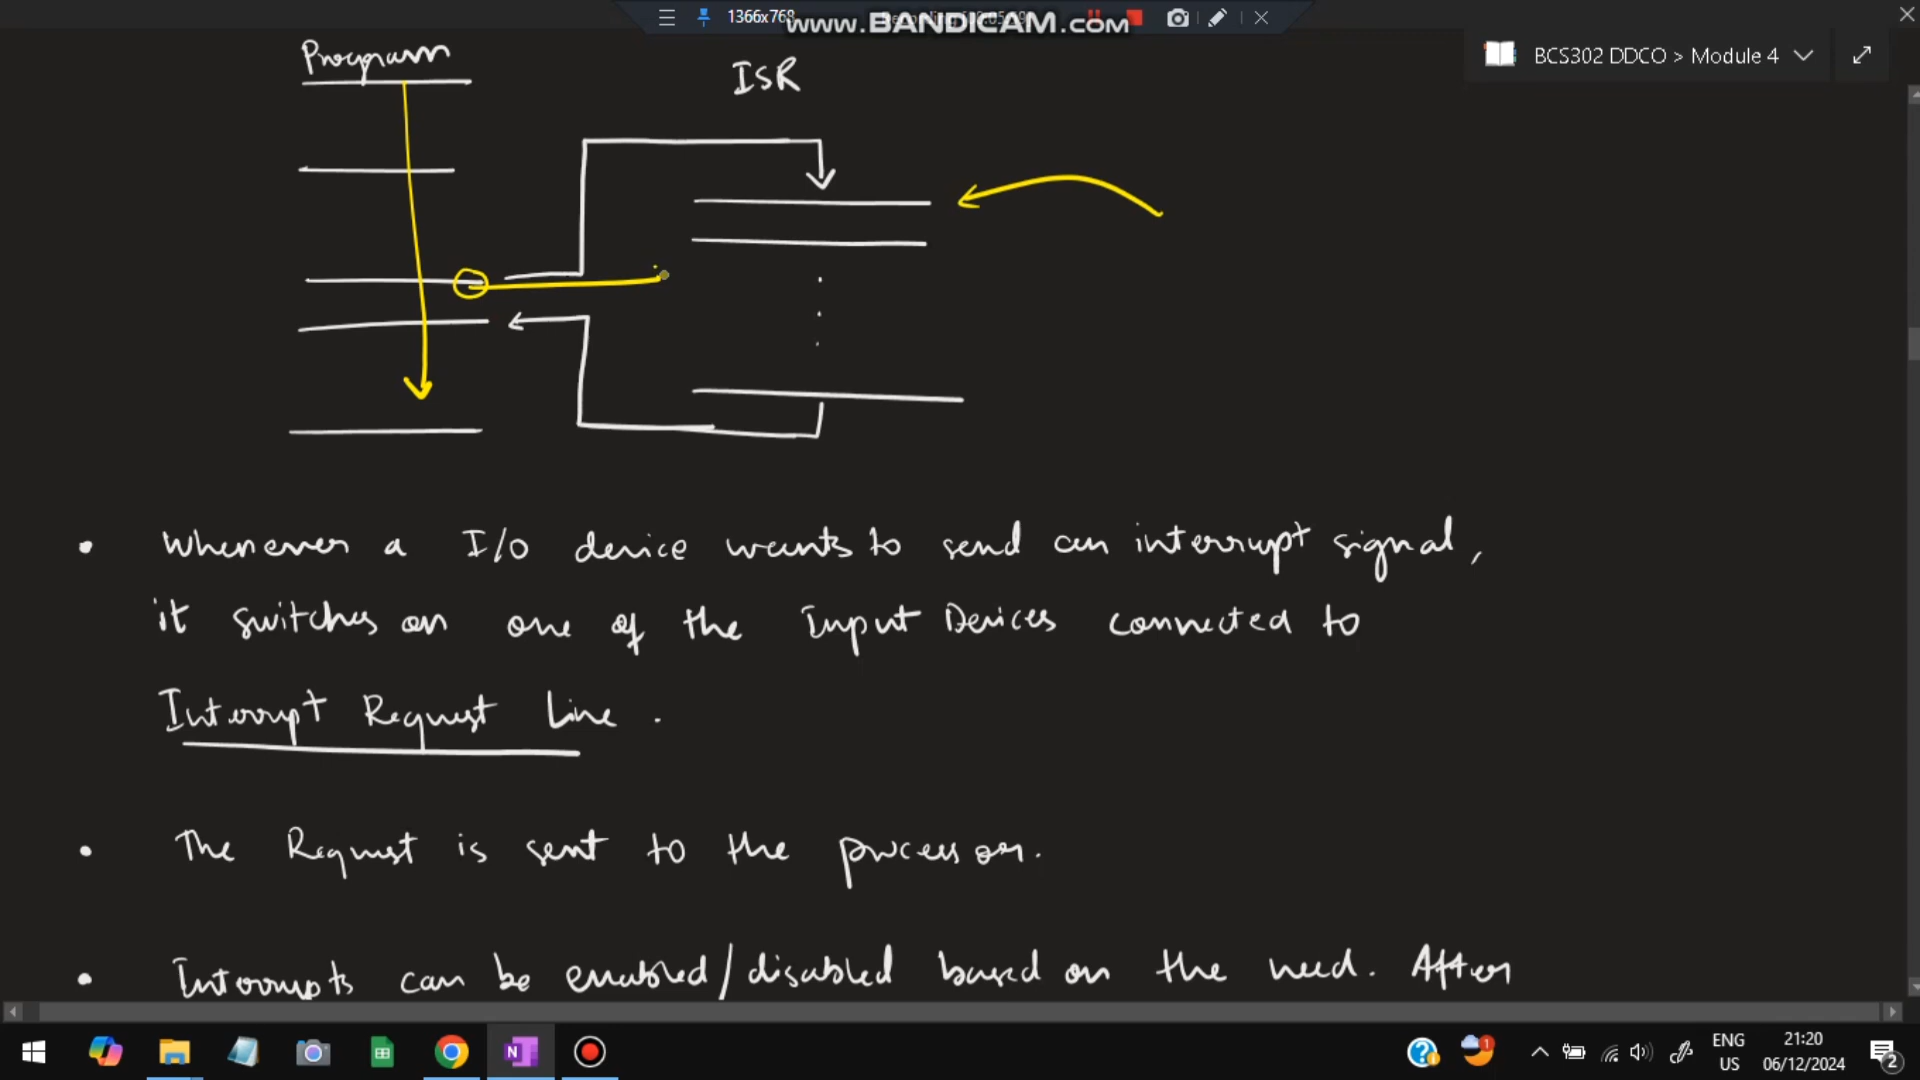 1366x768
www.BANDICAM.com
BCS302 DDCO > Module 4
Program
ISR
• Whenever a I/O device wants to send an interrupt signal,
it switches on one of the Input Devices connected to
Interrupt Request Line.
• The Request is sent to the processor.
• Interrupts can be enabled/disabled based on the need. After
ENG
US
21:20
06/12/2024
2
1